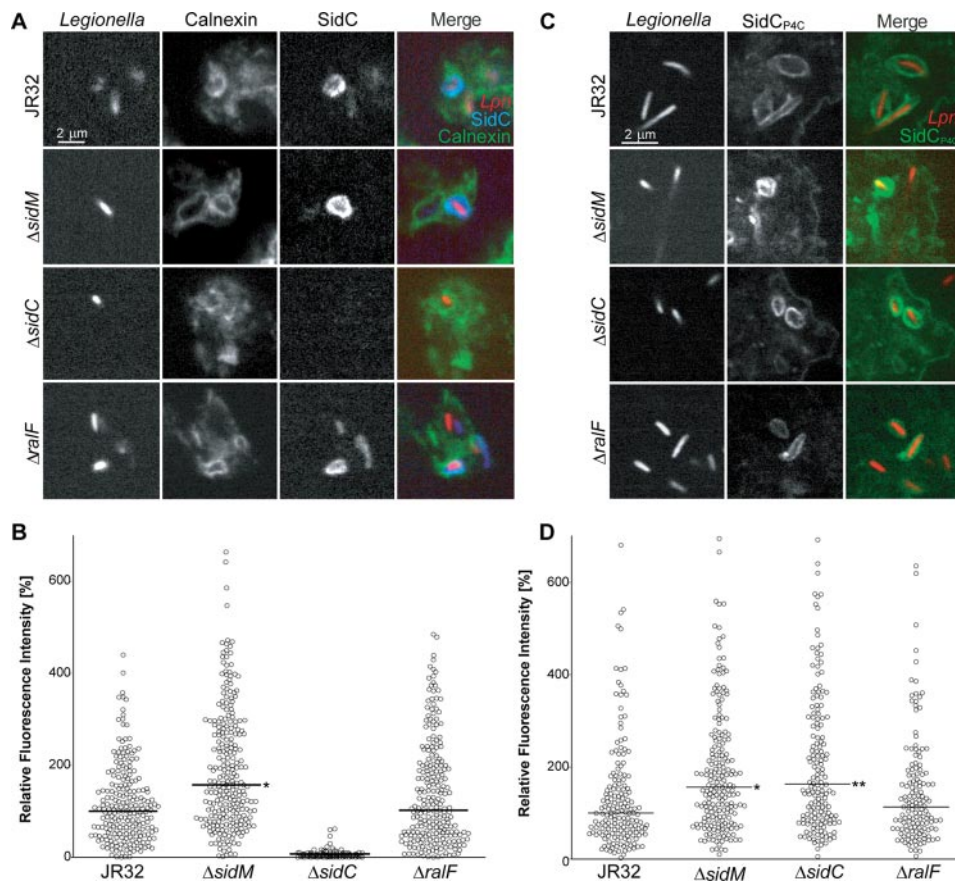 A
Legionella Calnexin SidC Merge
JR32
2 μm
Lpn
SidC
Calnexin
ΔsidM
ΔsidC
ΔralF
B
Relative Fluorescence Intensity [%]
600
400
200
0
*
JR32 ΔsidM ΔsidC ΔralF
C
Legionella SidCP4C Merge
JR32
2 μm
Lpn
SidCP4C
ΔsidM
ΔsidC
ΔralF
D
Relative Fluorescence Intensity [%]
600
400
200
0
* **
JR32 ΔsidM ΔsidC ΔralF